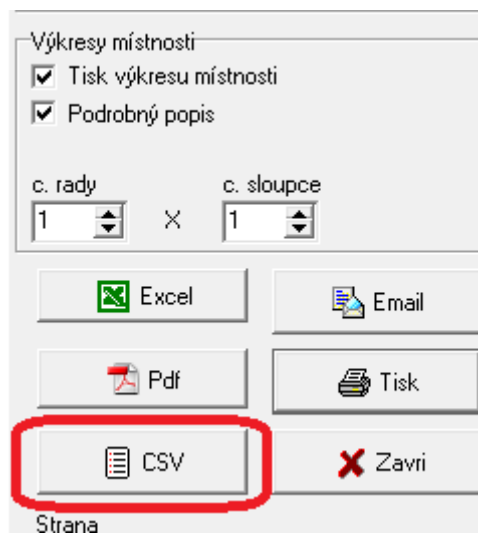 Výkresy místnosti
Tisk výkresu místnosti
Podrobný popis
c. rady c. sloupce
1 X 1
Excel Email
Pdf Tisk
CSV Zavri
Strana